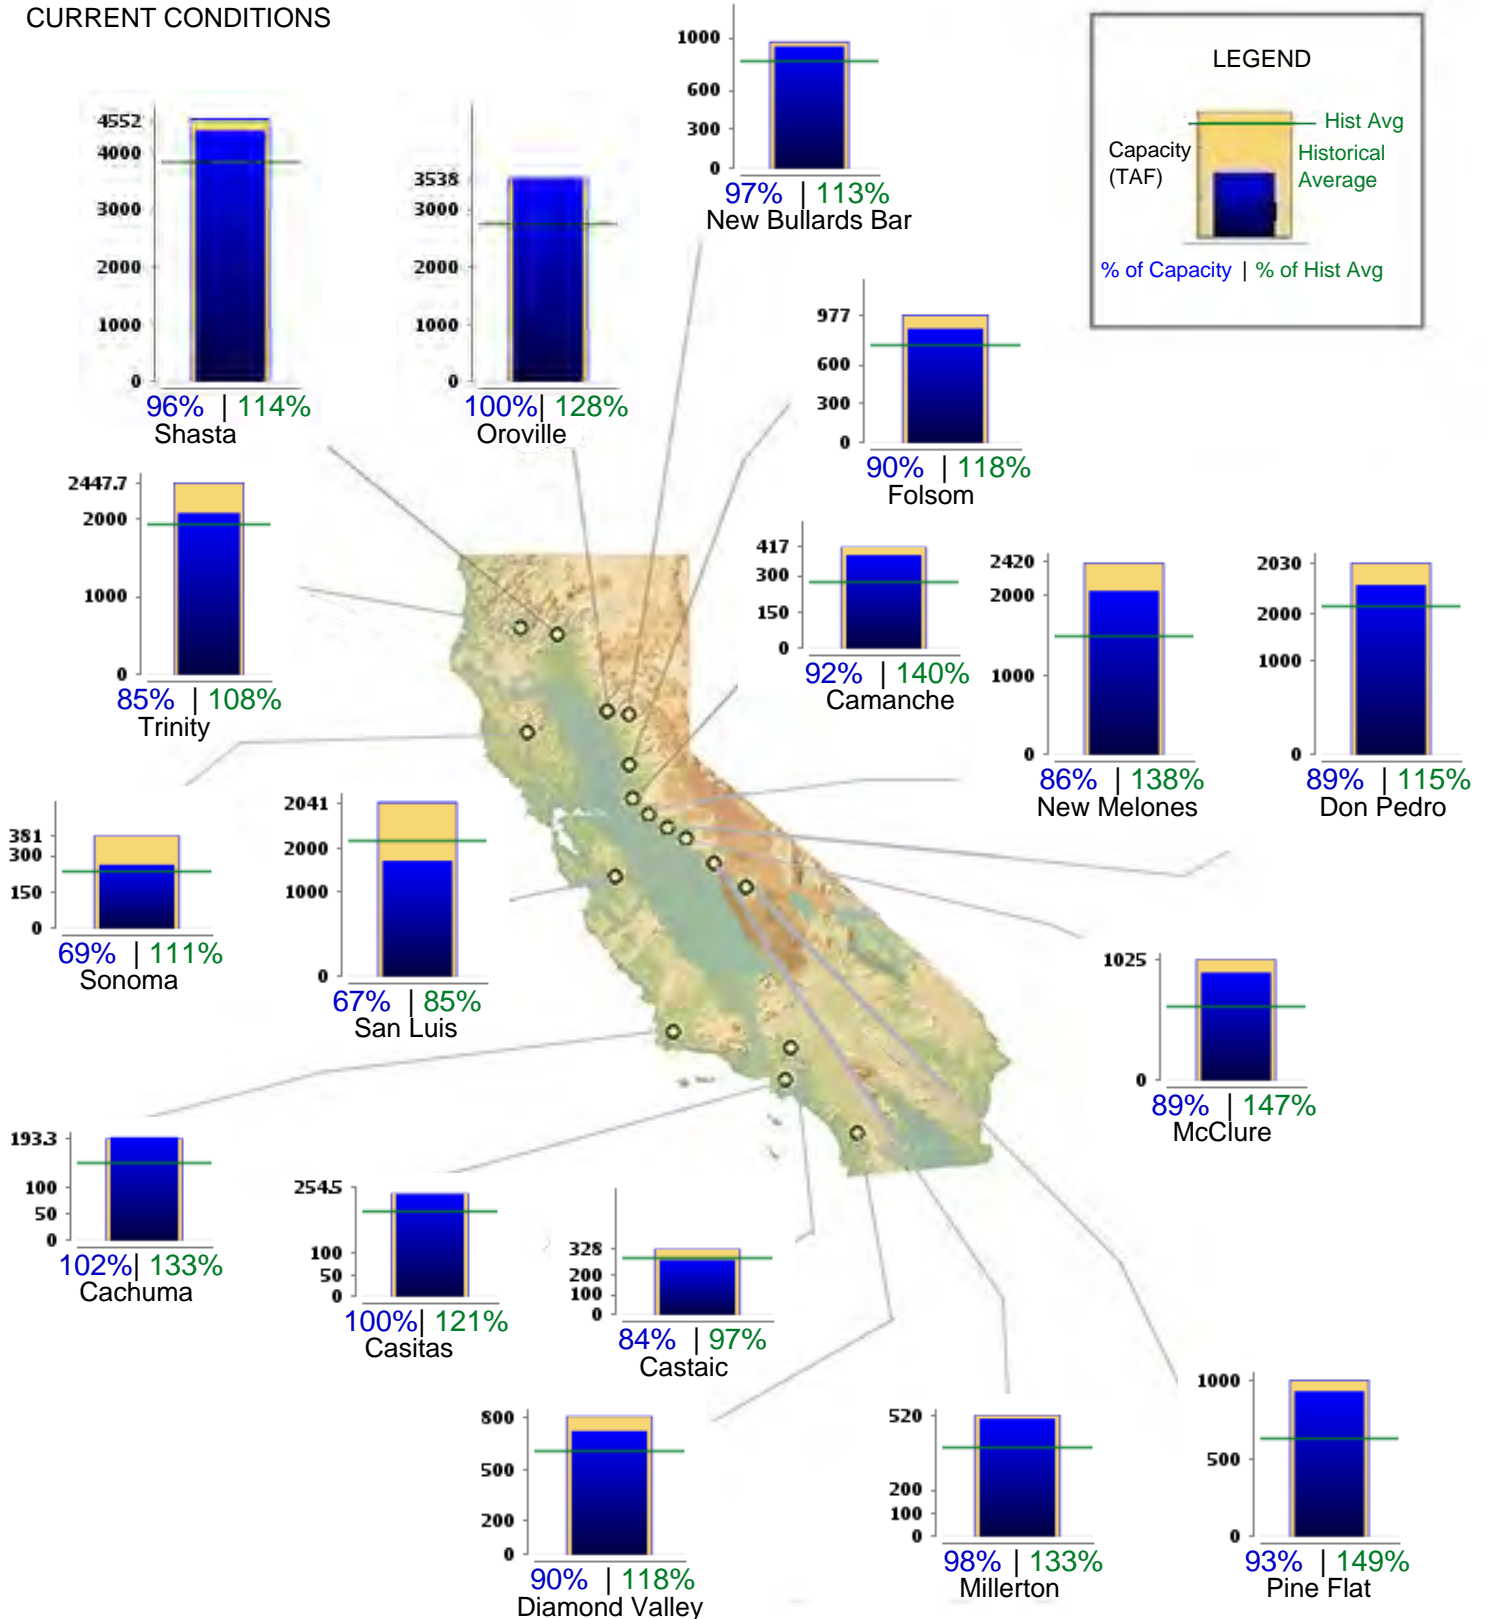 CURRENT CONDITIONS
1000
600
300
0
97% | 113%
New Bullards Bar
LEGEND
Hist Avg
Capacity
(TAF)
Historical
Average
% of Capacity | % of Hist Avg
4552
4000
3000
2000
1000
0
96% | 114%
Shasta
3538
3000
2000
1000
0
100% | 128%
Oroville
977
600
300
0
90% | 118%
Folsom
2447.7
2000
1000
0
85% | 108%
Trinity
417
300
150
0
92% | 140%
Camanche
2420
2000
1000
0
86% | 138%
New Melones
2030
2000
1000
0
89% | 115%
Don Pedro
381
300
150
0
69% | 111%
Sonoma
2041
2000
1000
0
67% | 85%
San Luis
1025
0
89% | 147%
McClure
193.3
100
50
0
102% | 133%
Cachuma
254.5
100
50
0
100% | 121%
Casitas
328
200
100
0
84% | 97%
Castaic
800
500
200
0
90% | 118%
Diamond Valley
520
200
100
0
98% | 133%
Millerton
1000
500
0
93% | 149%
Pine Flat